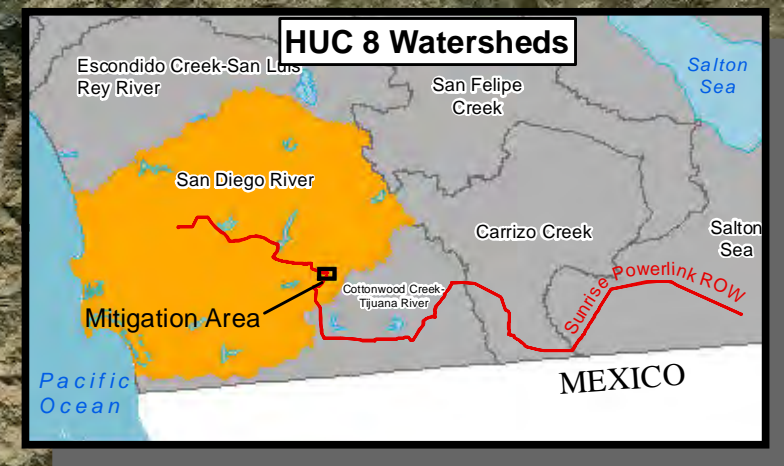 HUC 8 Watersheds
Escondido Creek-San Luis
Rey River
San Felipe
Creek
Salton
Sea
San Diego River
Carrizo Creek
Salton
Sea
Cottonwood Creek-
Tijuana River
Sunrise Powerlink ROW
Mitigation Area
Pacific
Ocean
MEXICO